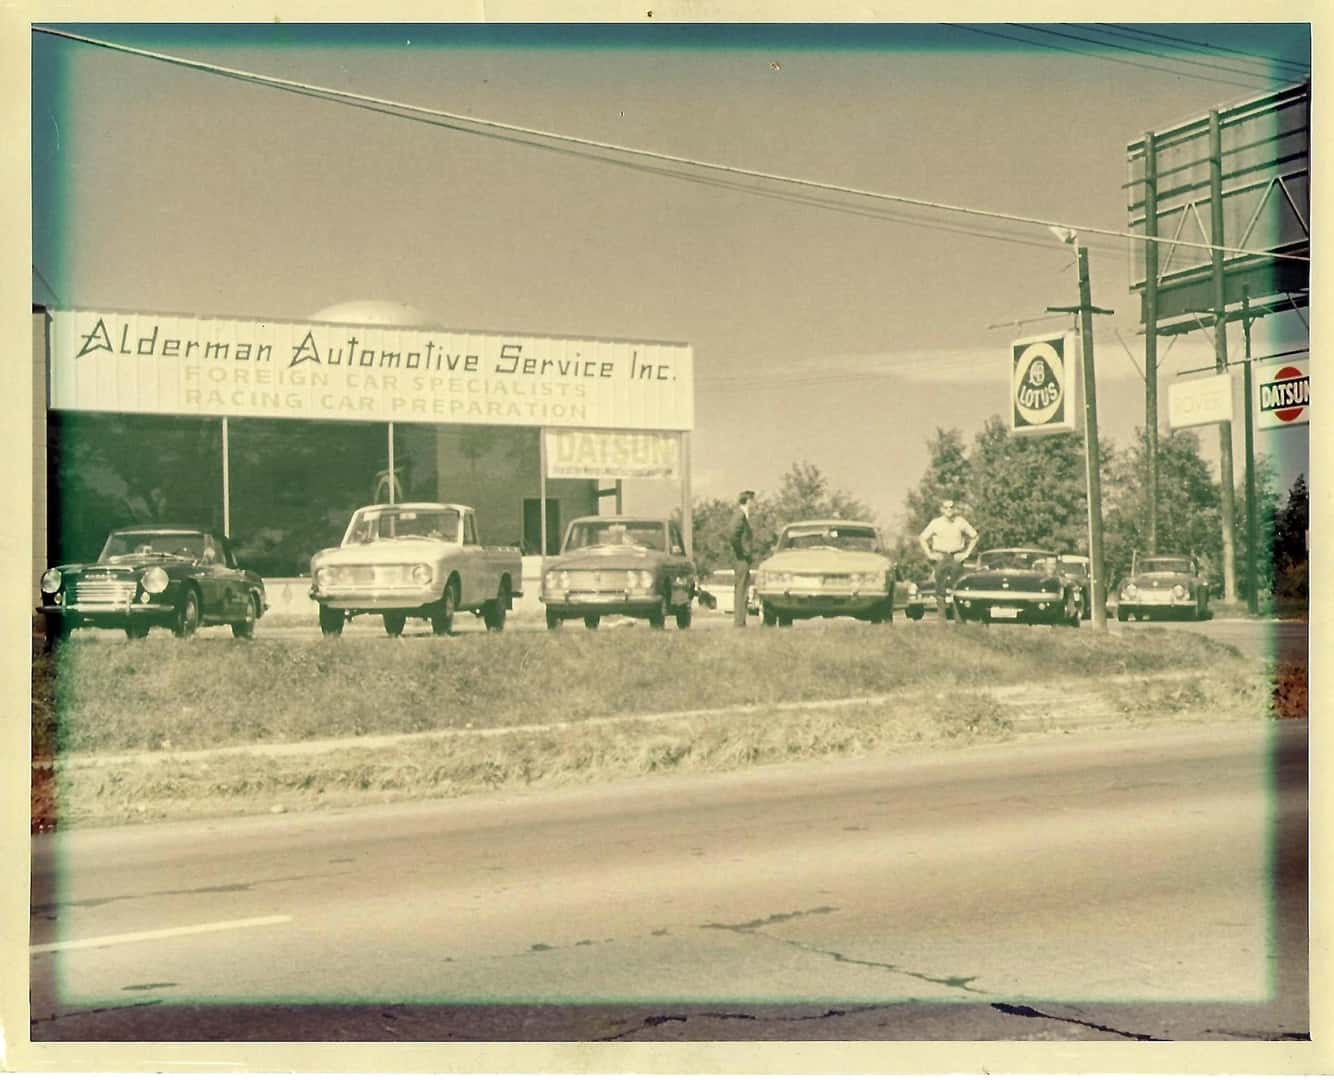 Alderman Automotive Service Inc.
FOREIGN CAR SPECIALISTS
RACING CAR PREPARATION
DATSUN
LOTUS
ROVER
DATSUN